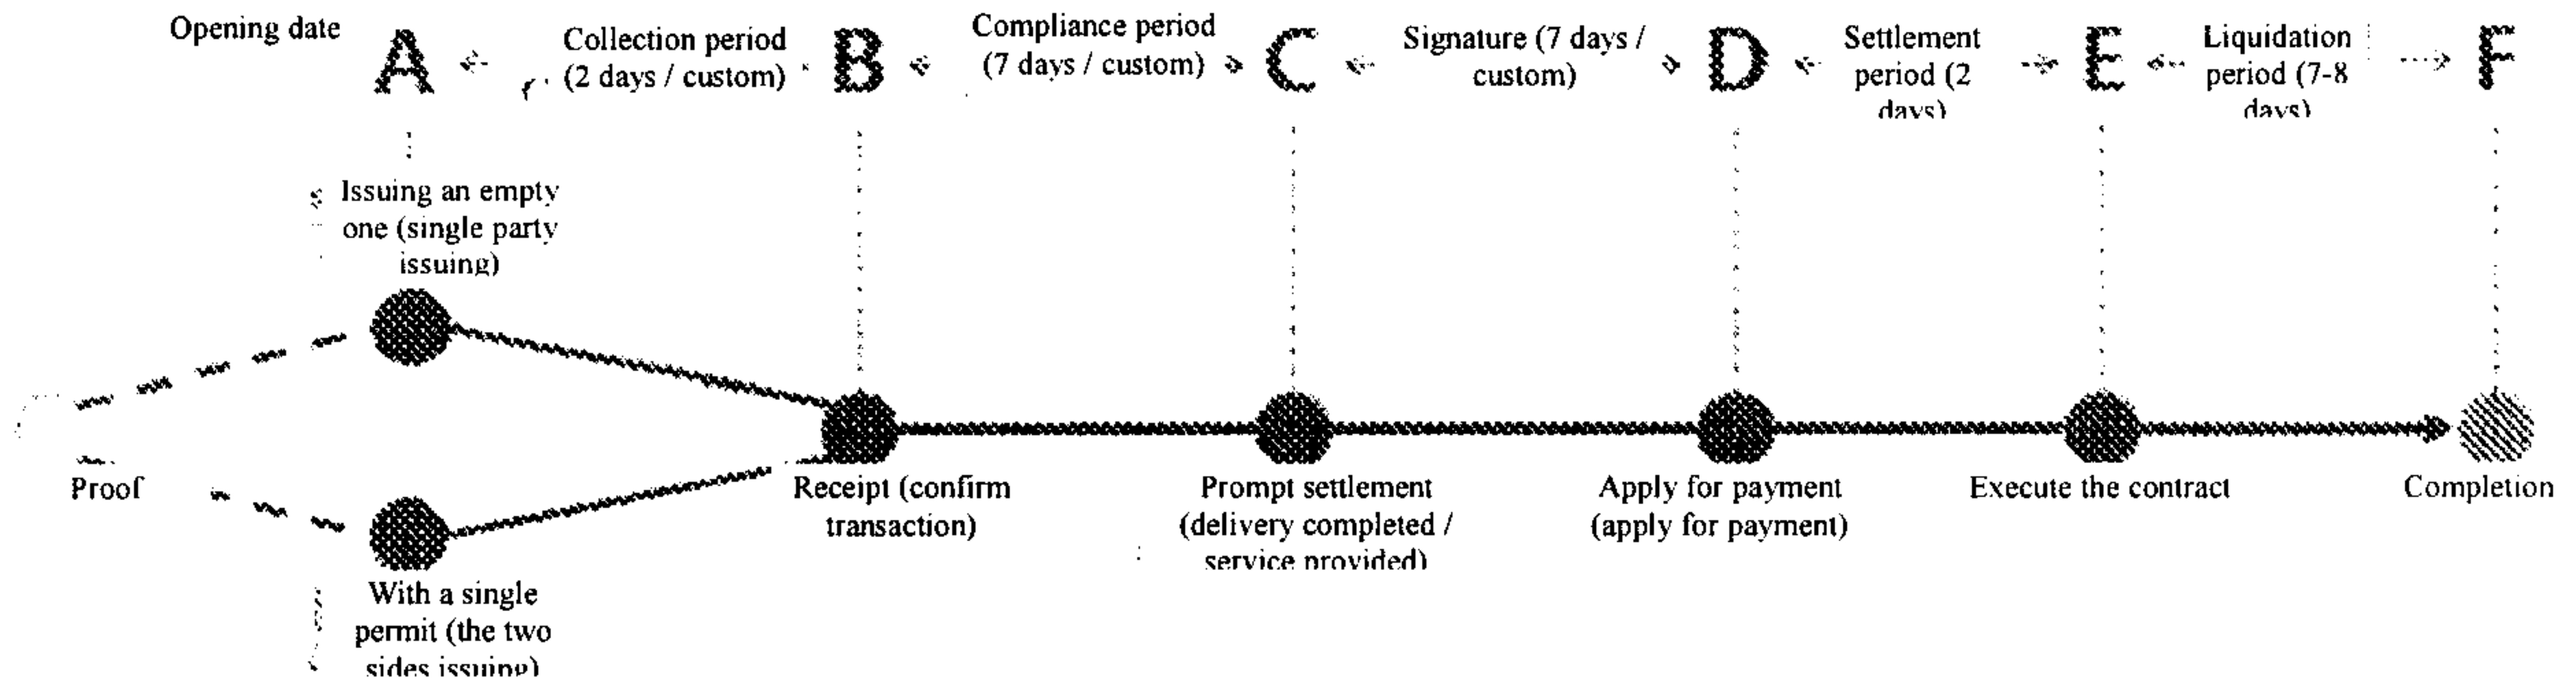 Opening date
A
Collection period
(2 days / custom)
B
Compliance period
(7 days / custom)
C
Signature (7 days /
custom)
D
Settlement
period (2
days)
E
Liquidation
period (7-8
days)
F
Issuing an empty
one (single party
issuing)
Proof
With a single
permit (the two
sides issuing)
Receipt (confirm
transaction)
Prompt settlement
(delivery completed /
service provided)
Apply for payment
(apply for payment)
Execute the contract
Completion